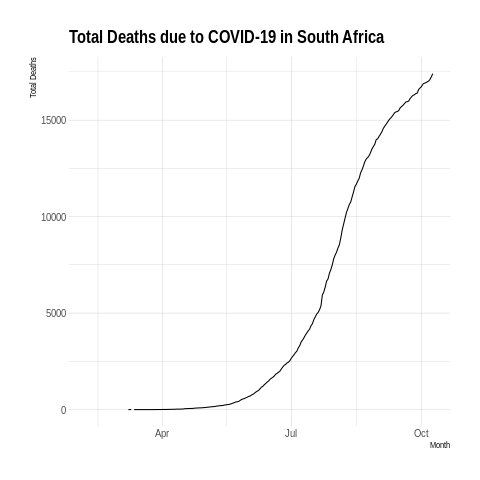 Total Deaths due to COVID-19 in South Africa
Total Deaths
15000
10000
5000
0
Apr Jul Oct
Month